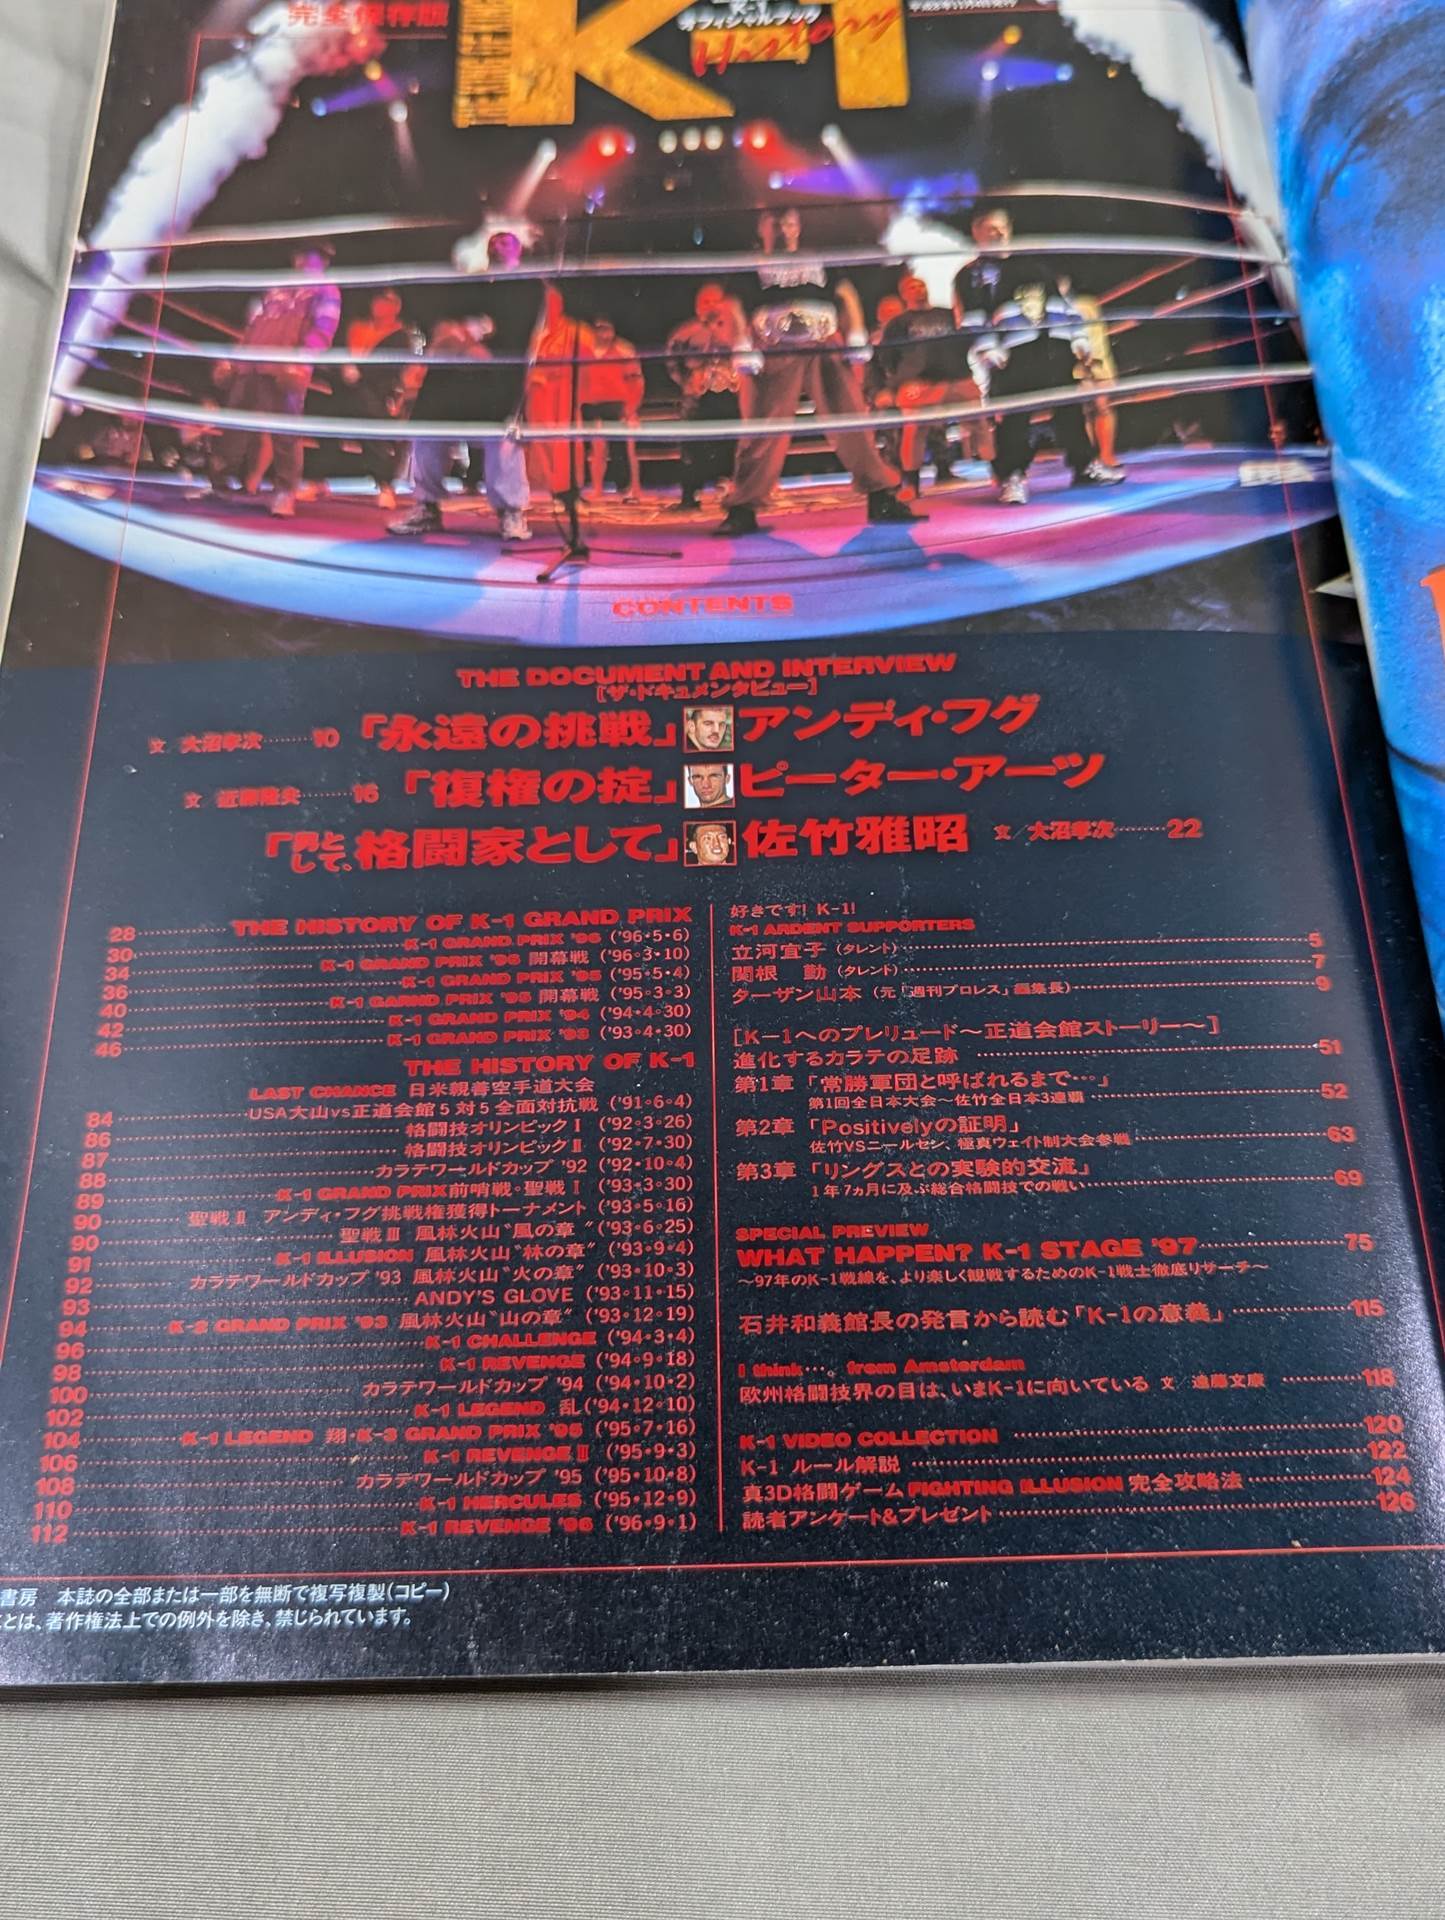 完全保存版
K-1
オフィシャルブック
History
CONTENTS
THE DOCUMENT AND INTERVIEW
[ザ・ドキュメンタビュー]
文／大沼孝次………10「永遠の挑戦」アンディ・フグ
文／近藤隆夫………16「復権の掟」ピーター・アーツ
「男として、格闘家として」佐竹雅昭 文／大沼孝次………22
28…………THE HISTORY OF K-1 GRAND PRIX
30…………K-1 GRAND PRIX '96 ('96・5・6)
34…………K-1 GRAND PRIX '96 開幕戦 ('96・3・10)
36…………K-1 GRAND PRIX '95 ('95・5・4)
40…………K-1 GARND PRIX '95 開幕戦 ('95・3・3)
42…………K-1 GRAND PRIX '94 ('94・4・30)
46…………K-1 GRAND PRIX '93 ('93・4・30)
THE HISTORY OF K-1
LAST CHANCE 日米親善空手道大会
84…………USA大山vs正道会館5対5全面対抗戦 ('91・6・4)
86…………格闘技オリンピックⅠ ('92・3・26)
87…………格闘技オリンピックⅡ ('92・7・30)
88…………カラテワールドカップ '92 ('92・10・4)
89…………K-1 GRAND PRIX前哨戦・聖戦Ⅰ ('93・3・30)
90…………聖戦Ⅱ アンディ・フグ挑戦権獲得トーナメント ('93・5・16)
90…………聖戦Ⅲ 風林火山"風の章" ('93・6・25)
91…………K-1 ILLUSION 風林火山"林の章" ('93・9・4)
92…………カラテワールドカップ '93 風林火山"火の章" ('93・10・3)
93…………ANDY'S GLOVE ('93・11・15)
94…………K-2 GRAND PRIX '93 風林火山"山の章" ('93・12・19)
96…………K-1 CHALLENGE ('94・3・4)
98…………K-1 REVENGE ('94・9・18)
100…………カラテワールドカップ '94 ('94・10・2)
102…………K-1 LEGEND 乱 ('94・12・10)
104…………K-1 LEGEND 翔・K-3 GRAND PRIX '95 ('95・7・16)
106…………K-1 REVENGEⅡ ('95・9・3)
108…………カラテワールドカップ '95 ('95・10・8)
110…………K-1 HERCULES ('95・12・9)
112…………K-1 REVENGE '96 ('96・9・1)
好きです! K-1!
K-1 ARDENT SUPPORTERS
立河宜子 (タレント)…………5
関根 勤 (タレント)…………7
ターザン山本 (元「週刊プロレス」編集長)…………9
[K-1へのプレリュード〜正道会館ストーリー〜]
進化するカラテの足跡…………51
第1章「常勝軍団と呼ばれるまで…」
第1回全日本大会〜佐竹全日本3連覇…………52
第2章「Positivelyの証明」
佐竹VSニールセン、極真ウェイト制大会参戦…………63
第3章「リングスとの実験的交流」
1年7ヵ月に及ぶ総合格闘技での戦い…………69
SPECIAL PREVIEW
WHAT HAPPEN? K-1 STAGE '97…………75
〜97年のK-1戦線を、より楽しく観戦するためのK-1戦士徹底リサーチ〜
石井和義館長の発言から読む「K-1の意義」…………115
I think…。from Amsterdam
欧州格闘技界の目は、いまK-1に向いている 文／遠藤文康…………118
K-1 VIDEO COLLECTION…………120
K-1 ルール解説…………122
真3D格闘ゲームFIGHTING ILLUSION 完全攻略法…………124
読者アンケート&プレゼント…………126
書房 本誌の全部または一部を無断で複写複製(コピー)
とは、著作権法上での例外を除き、禁じられています。